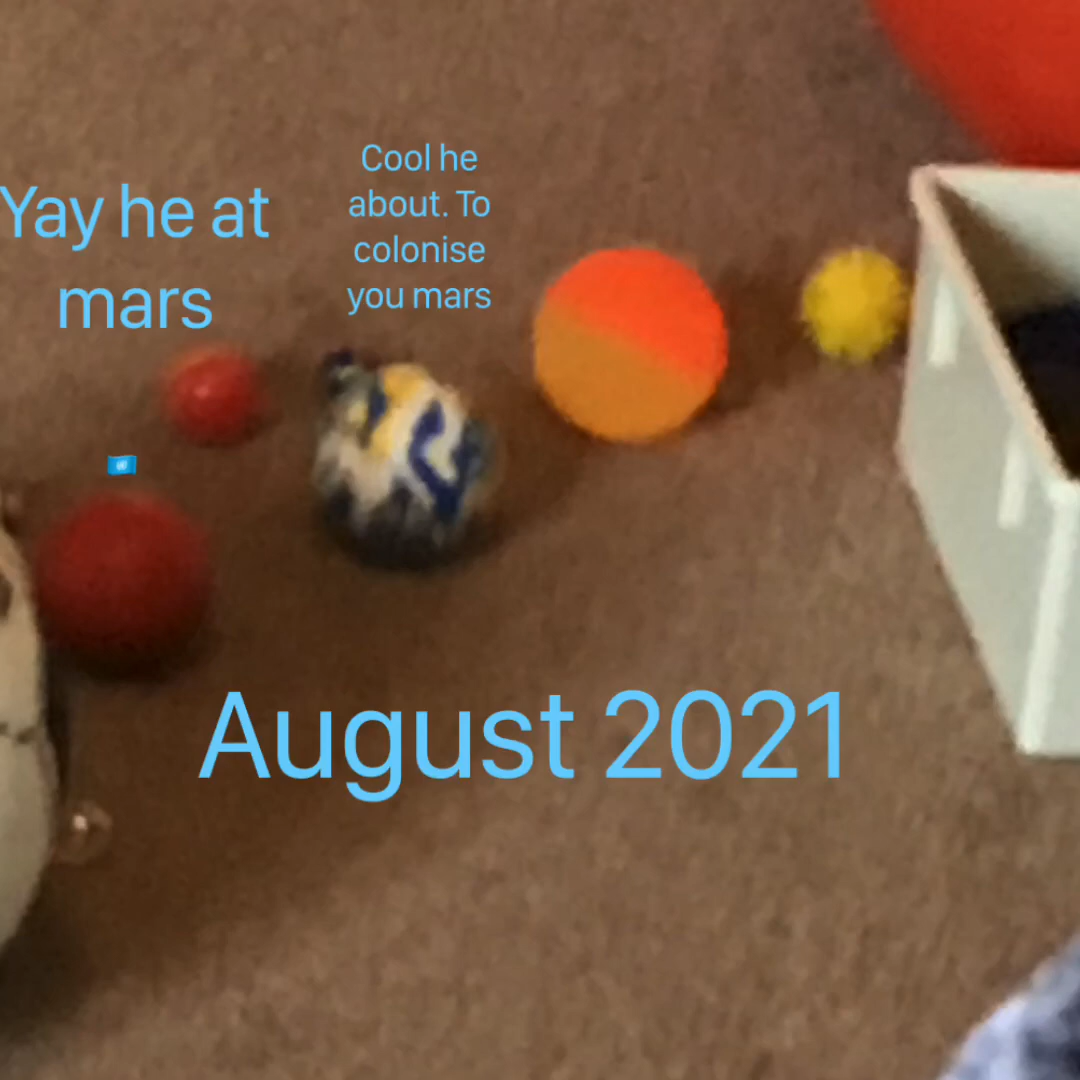 Yay he at
mars
Cool he
about. To
colonise
you mars
August 2021